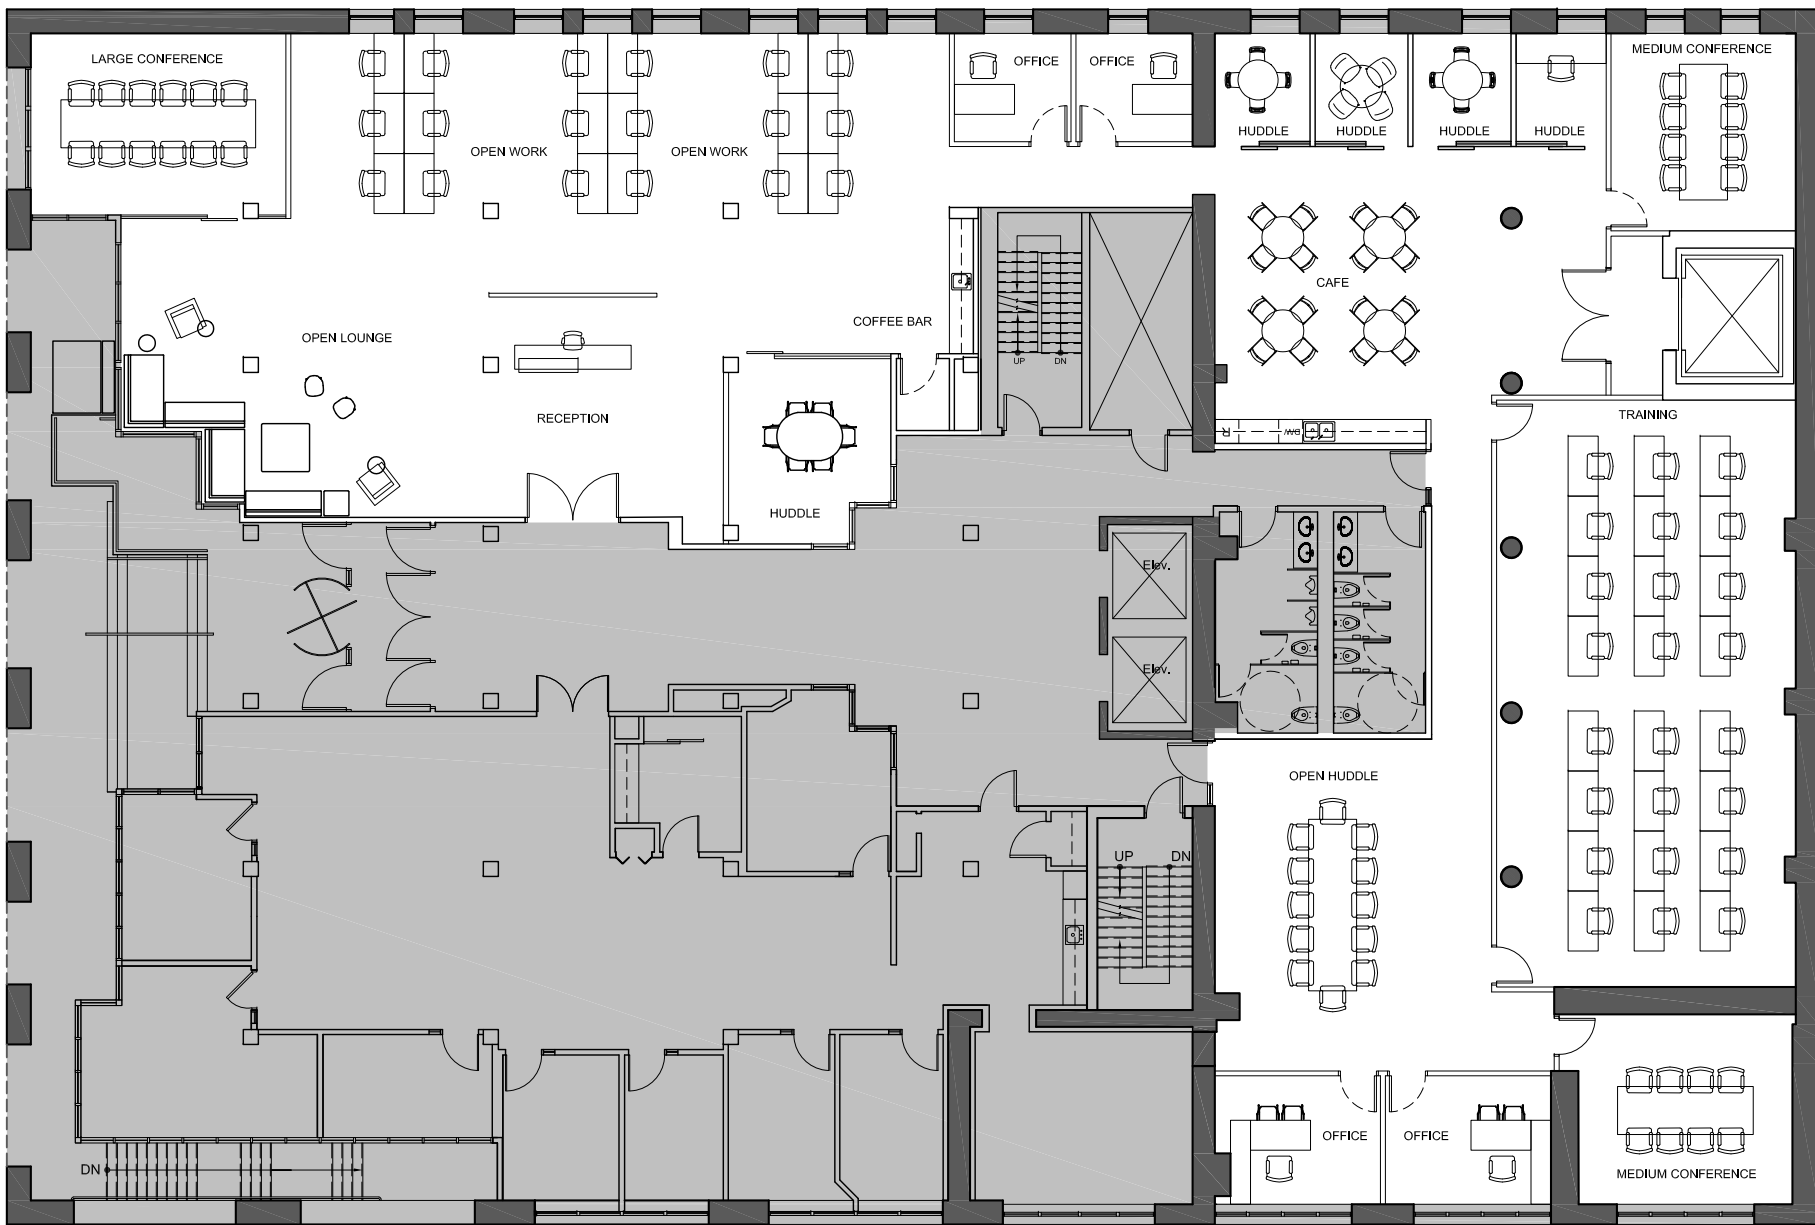 LARGE CONFERENCE
OFFICE
OFFICE
MEDIUM CONFERENCE
HUDDLE
HUDDLE
HUDDLE
HUDDLE
OPEN WORK
OPEN WORK
CAFE
COFFEE BAR
OPEN LOUNGE
UP
DN
RECEPTION
TRAINING
R
DW
HUDDLE
Elev.
Elev.
OPEN HUDDLE
UP
DN
OFFICE
OFFICE
DN
MEDIUM CONFERENCE